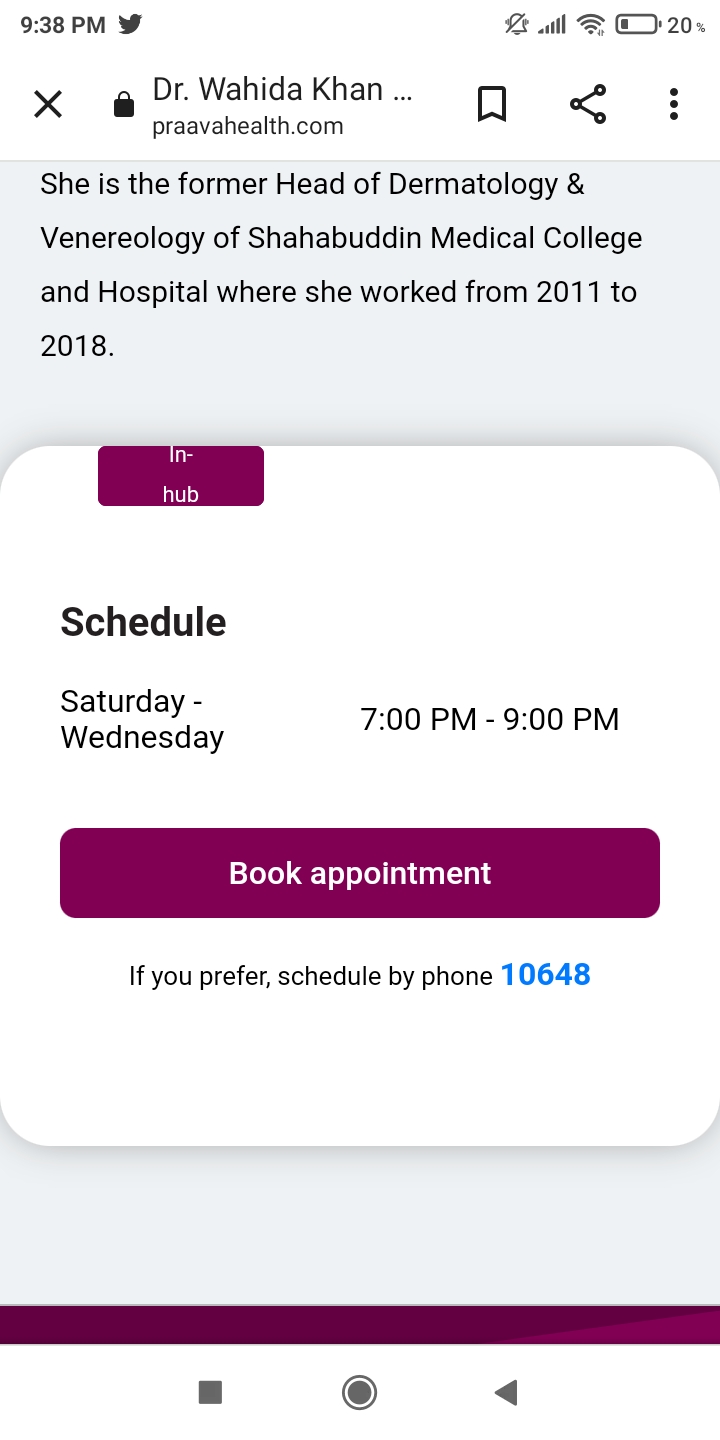 9:38 PM
20 %
Dr. Wahida Khan ...
praavahealth.com
She is the former Head of Dermatology &
Venereology of Shahabuddin Medical College
and Hospital where she worked from 2011 to
2018.
In-
hub
Schedule
Saturday -
Wednesday
7:00 PM - 9:00 PM
Book appointment
If you prefer, schedule by phone 10648